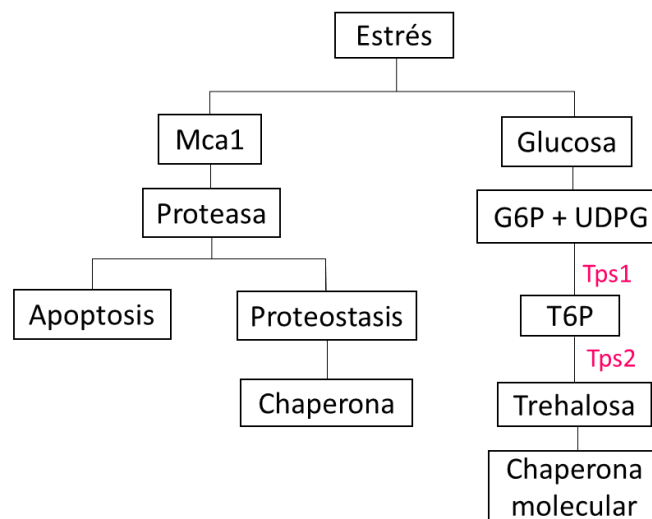 Estrés
Mca1
Glucosa
Proteasa
G6P + UDPG
Tps1
Apoptosis
Proteostasis
T6P
Tps2
Chaperona
Trehalosa
Chaperona
molecular